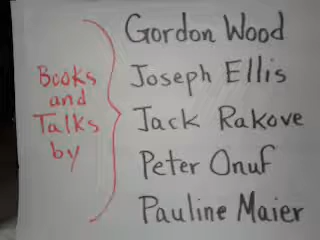 Books
and
Talks
by
Gordon Wood
Joseph Ellis
Jack Rakove
Peter Onuf
Pauline Maier